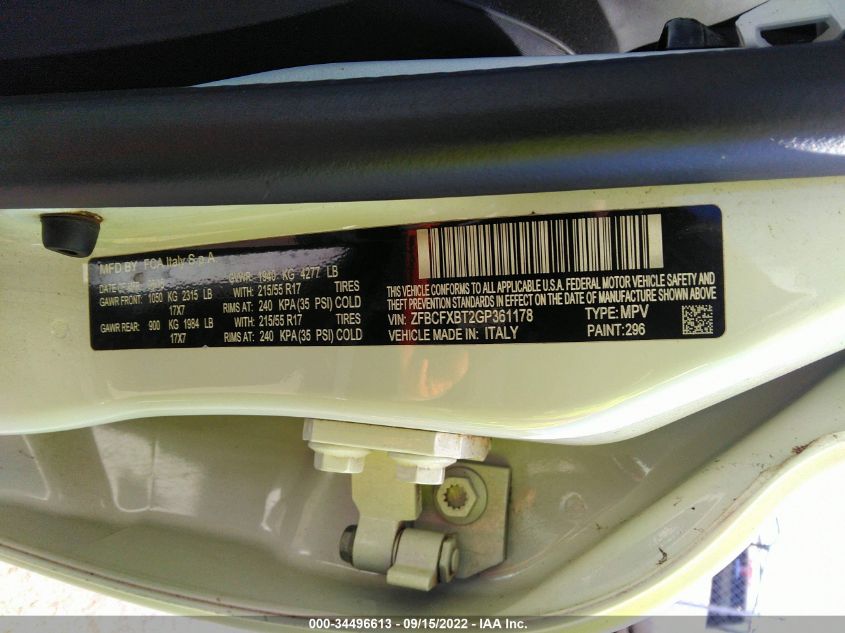 MFD BY FCA Italy S.p.A
DATE OF MFR GVWR: 1940 KG 4277 LB
GAWR FRONT: 1050 KG 2315 LB WITH: 215/55 R17 TIRES
17X7 RIMS AT: 240 KPA (35 PSI) COLD
GAWR REAR: 900 KG 1984 LB WITH: 215/55 R17 TIRES
17X7 RIMS AT: 240 KPA (35 PSI) COLD
THIS VEHICLE CONFORMS TO ALL APPLICABLE U.S.A. FEDERAL MOTOR VEHICLE SAFETY AND
THEFT PREVENTION STANDARDS IN EFFECT ON THE DATE OF MANUFACTURE SHOWN ABOVE.
VIN: ZFBCFXBT2GP361178 TYPE: MPV
VEHICLE MADE IN: ITALY PAINT: 296
000-34496613 - 09/15/2022 - IAA Inc.